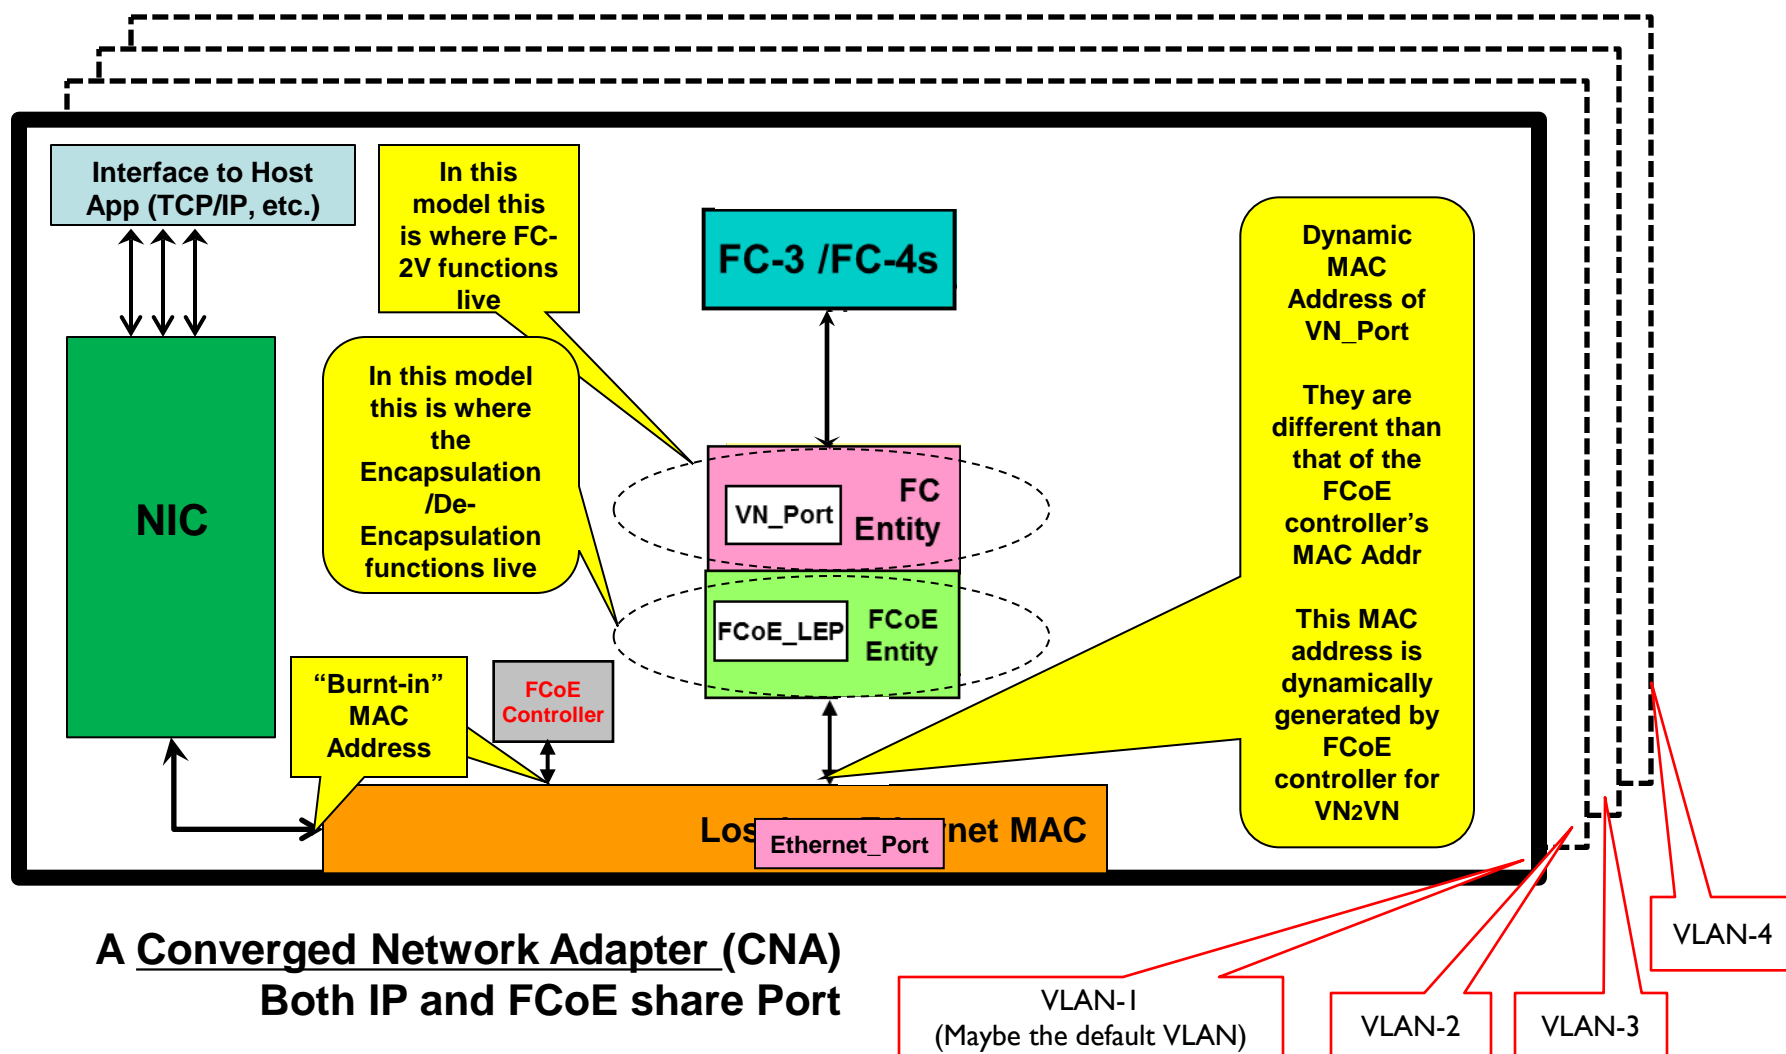 Interface to Host
App (TCP/IP, etc.)
In this
model this
is where FC-
2V functions
live
FC-3 /FC-4s
Dynamic
MAC
Address of
VN_Port
They are
different than
that of the
FCoE
controller’s
MAC Addr
This MAC
address is
dynamically
generated by
FCoE
controller for
VN2VN
In this model
this is where
the
Encapsulation
/De-
Encapsulation
functions live
NIC
VN_Port
FC
Entity
FCoE_LEP
FCoE
Entity
“Burnt-in”
MAC
Address
FCoE
Controller
Ethernet MAC
Ethernet_Port
A Converged Network Adapter (CNA)
Both IP and FCoE share Port
VLAN-1
(Maybe the default VLAN)
VLAN-2
VLAN-3
VLAN-4